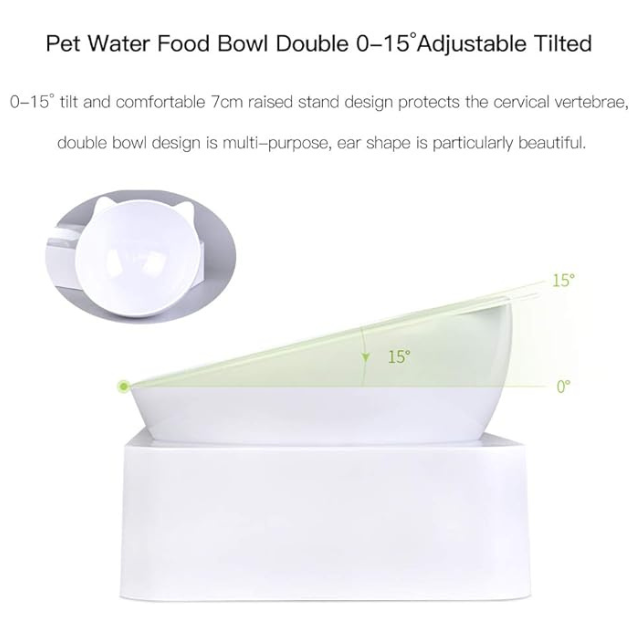 Pet Water Food Bowl Double 0-15°Adjustable Tilted
0-15° tilt and comfortable 7cm raised stand design protects the cervical vertebrae,
double bowl design is multi-purpose, ear shape is particularly beautiful.
15°
15°
0°